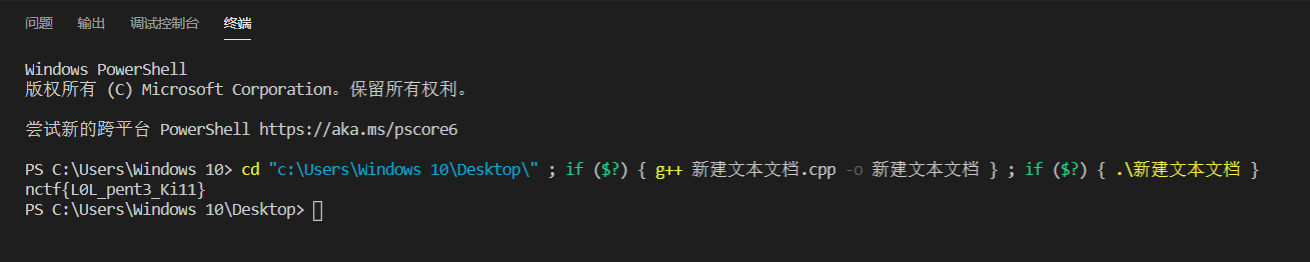 问题 输出 调试控制台 终端
Windows PowerShell
版权所有 (C) Microsoft Corporation。保留所有权利。
尝试新的跨平台 PowerShell https://aka.ms/pscore6
PS C:\Users\Windows 10> cd "c:\Users\Windows 10\Desktop\" ; if ($?) { g++ 新建文本文档.cpp -o 新建文本文档 } ; if ($?) { .\新建文本文档 }
nctf{L0L_pent3_Ki11}
PS C:\Users\Windows 10\Desktop>